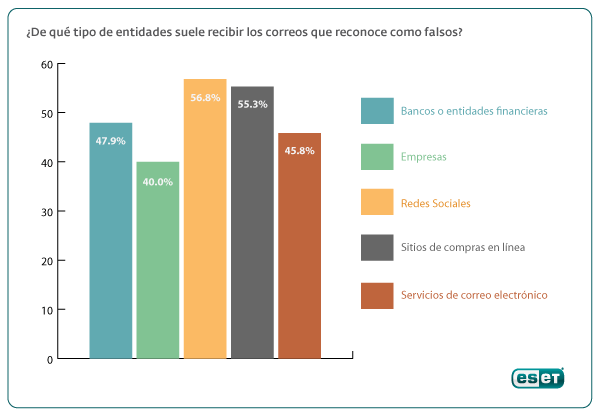 ¿De qué tipo de entidades suele recibir los correos que reconoce como falsos?
60
50
40
30
20
10
0
47.9%
40.0%
56.8%
55.3%
45.8%
Bancos o entidades financieras
Empresas
Redes Sociales
Sitios de compras en línea
Servicios de correo electrónico
eseT